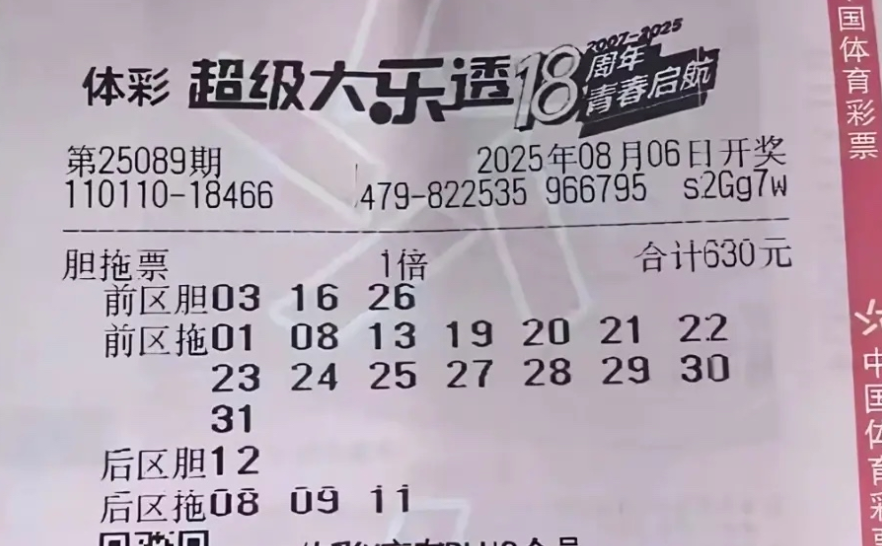 体彩 超级大乐透 18周年 2007-2025 青春启航
第25089期 2025年08月06日开奖
110110-18466 479-822535 966795 s2Gg7w
胆拖票 1倍 合计630元
前区胆03 16 26
前区拖01 08 13 19 20 21 22
23 24 25 27 28 29 30
31
后区胆12
后区拖08 09 11
国体育彩票
中国体育彩